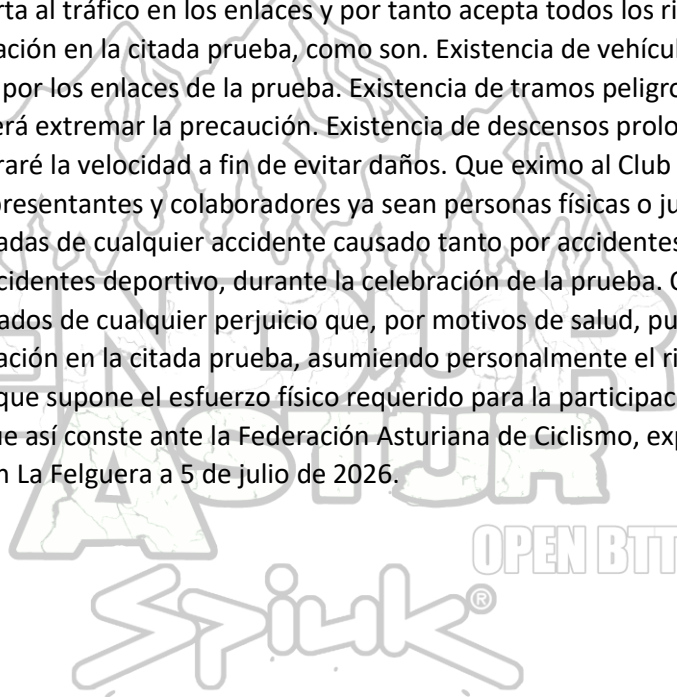 rta al tráfico en los enlaces y por tanto acepta todos los ri
ación en la citada prueba, como son. Existencia de vehícul
por los enlaces de la prueba. Existencia de tramos peligro
erá extremar la precaución. Existencia de descensos prolo
raré la velocidad a fin de evitar daños. Que eximo al Club
presentantes y colaboradores ya sean personas físicas o ju
adas de cualquier accidente causado tanto por accidentes
cidentes deportivo, durante la celebración de la prueba.
ados de cualquier perjuicio que, por motivos de salud, pu
ación en la citada prueba, asumiendo personalmente el ri
que supone el esfuerzo físico requerido para la participac
ue así conste ante la Federación Asturiana de Ciclismo, exp
n La Felguera a 5 de julio de 2026.
ENDUR
ASTUR
OPEN BTT
Spiuk®